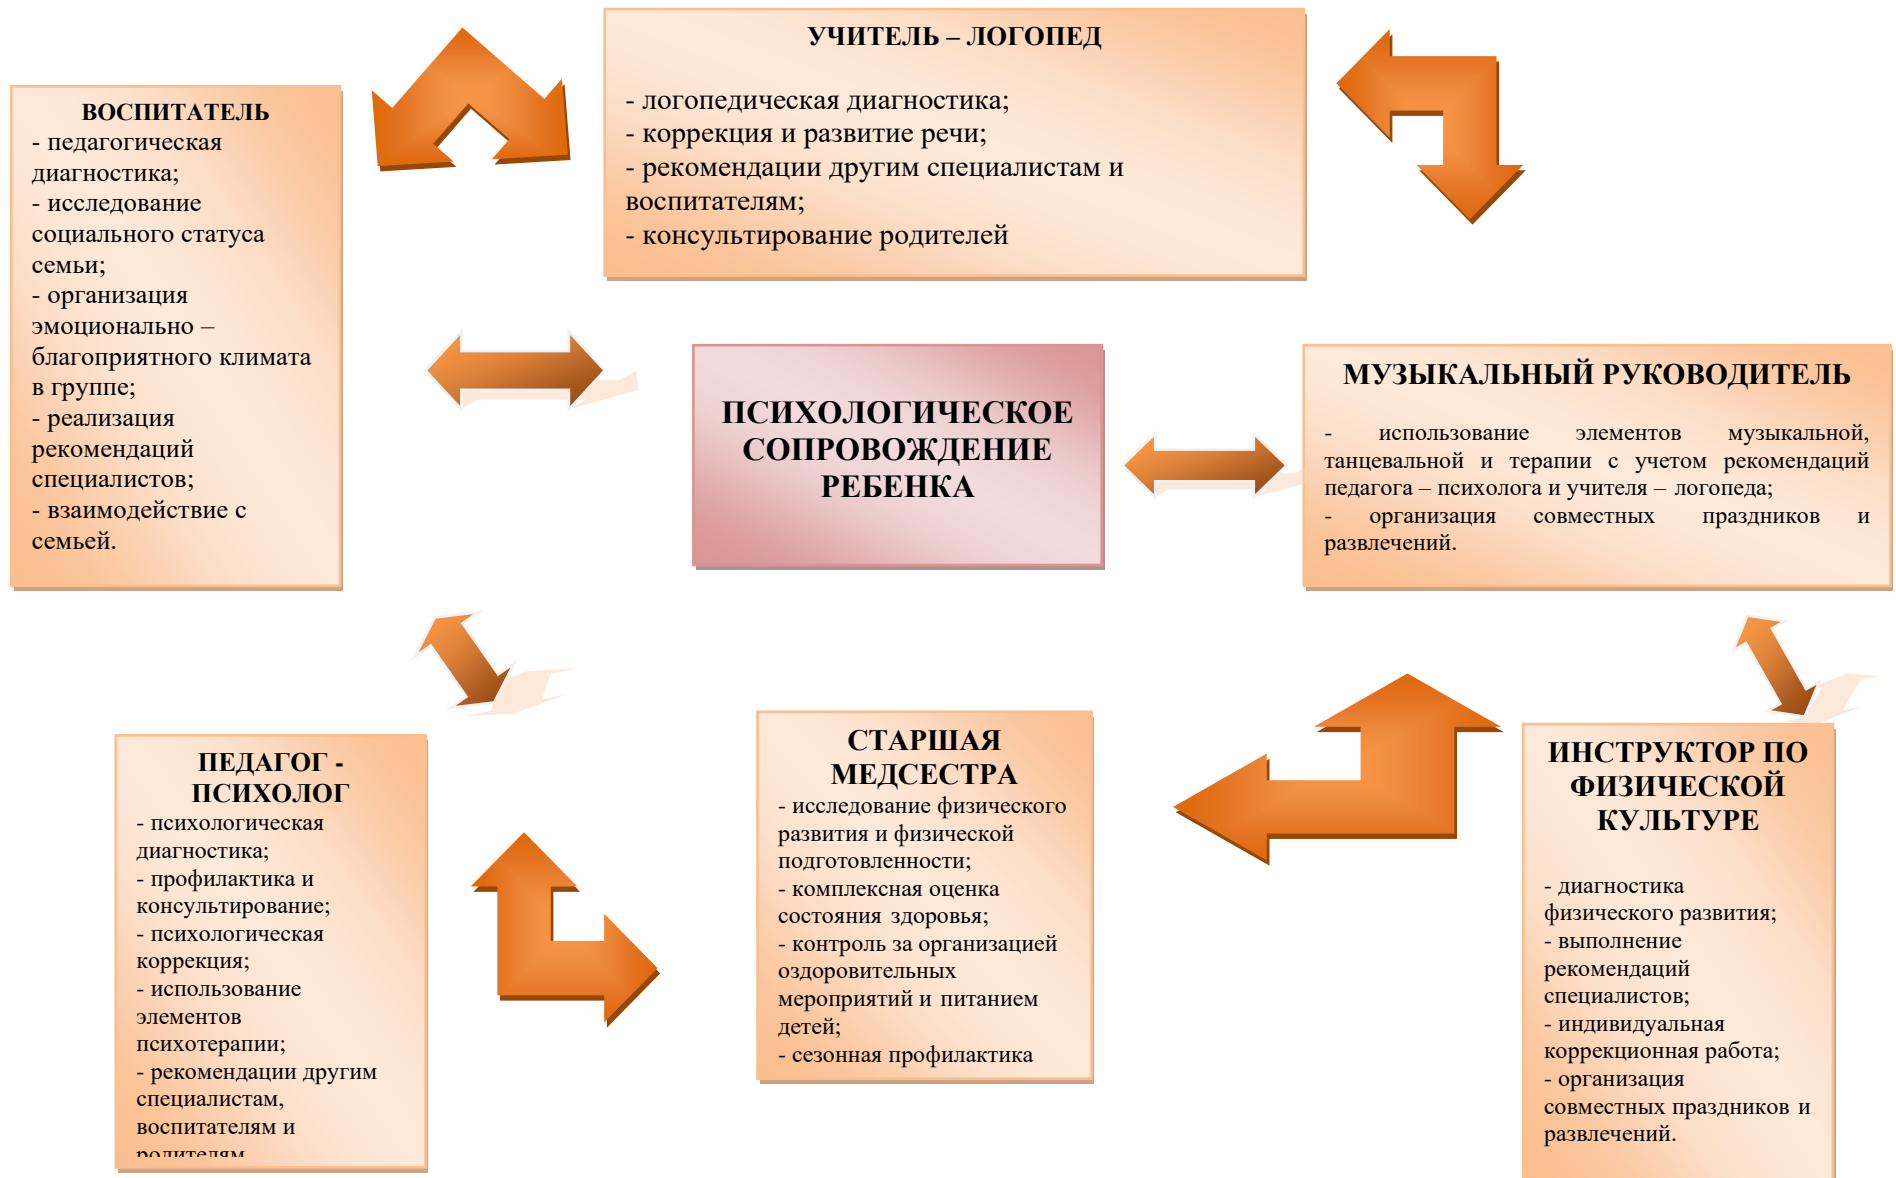 УЧИТЕЛЬ – ЛОГОПЕД
- логопедическая диагностика;
- коррекция и развитие речи;
- рекомендации другим специалистам и
воспитателям;
- консультирование родителей
ВОСПИТАТЕЛЬ
- педагогическая
диагностика;
- исследование
социального статуса
семьи;
- организация
эмоционально –
благоприятного климата
в группе;
- реализация
рекомендаций
специалистов;
- взаимодействие с
семьей.
ПСИХОЛОГИЧЕСКОЕ
СОПРОВОЖДЕНИЕ
РЕБЕНКА
МУЗЫКАЛЬНЫЙ РУКОВОДИТЕЛЬ
- использование элементов музыкальной,
танцевальной и терапии с учетом рекомендаций
педагога – психолога и учителя – логопеда;
- организация совместных праздников и
развлечений.
ПЕДАГОГ -
ПСИХОЛОГ
- психологическая
диагностика;
- профилактика и
консультирование;
- психологическая
коррекция;
- использование
элементов
психотерапии;
- рекомендации другим
специалистам,
воспитателям и
родителям
СТАРШАЯ
МЕДСЕСТРА
- исследование физического
развития и физической
подготовленности;
- комплексная оценка
состояния здоровья;
- контроль за организацией
оздоровительных
мероприятий и питанием
детей;
- сезонная профилактика
ИНСТРУКТОР ПО
ФИЗИЧЕСКОЙ
КУЛЬТУРЕ
- диагностика
физического развития;
- выполнение
рекомендаций
специалистов;
- индивидуальная
коррекционная работа;
- организация
совместных праздников и
развлечений.